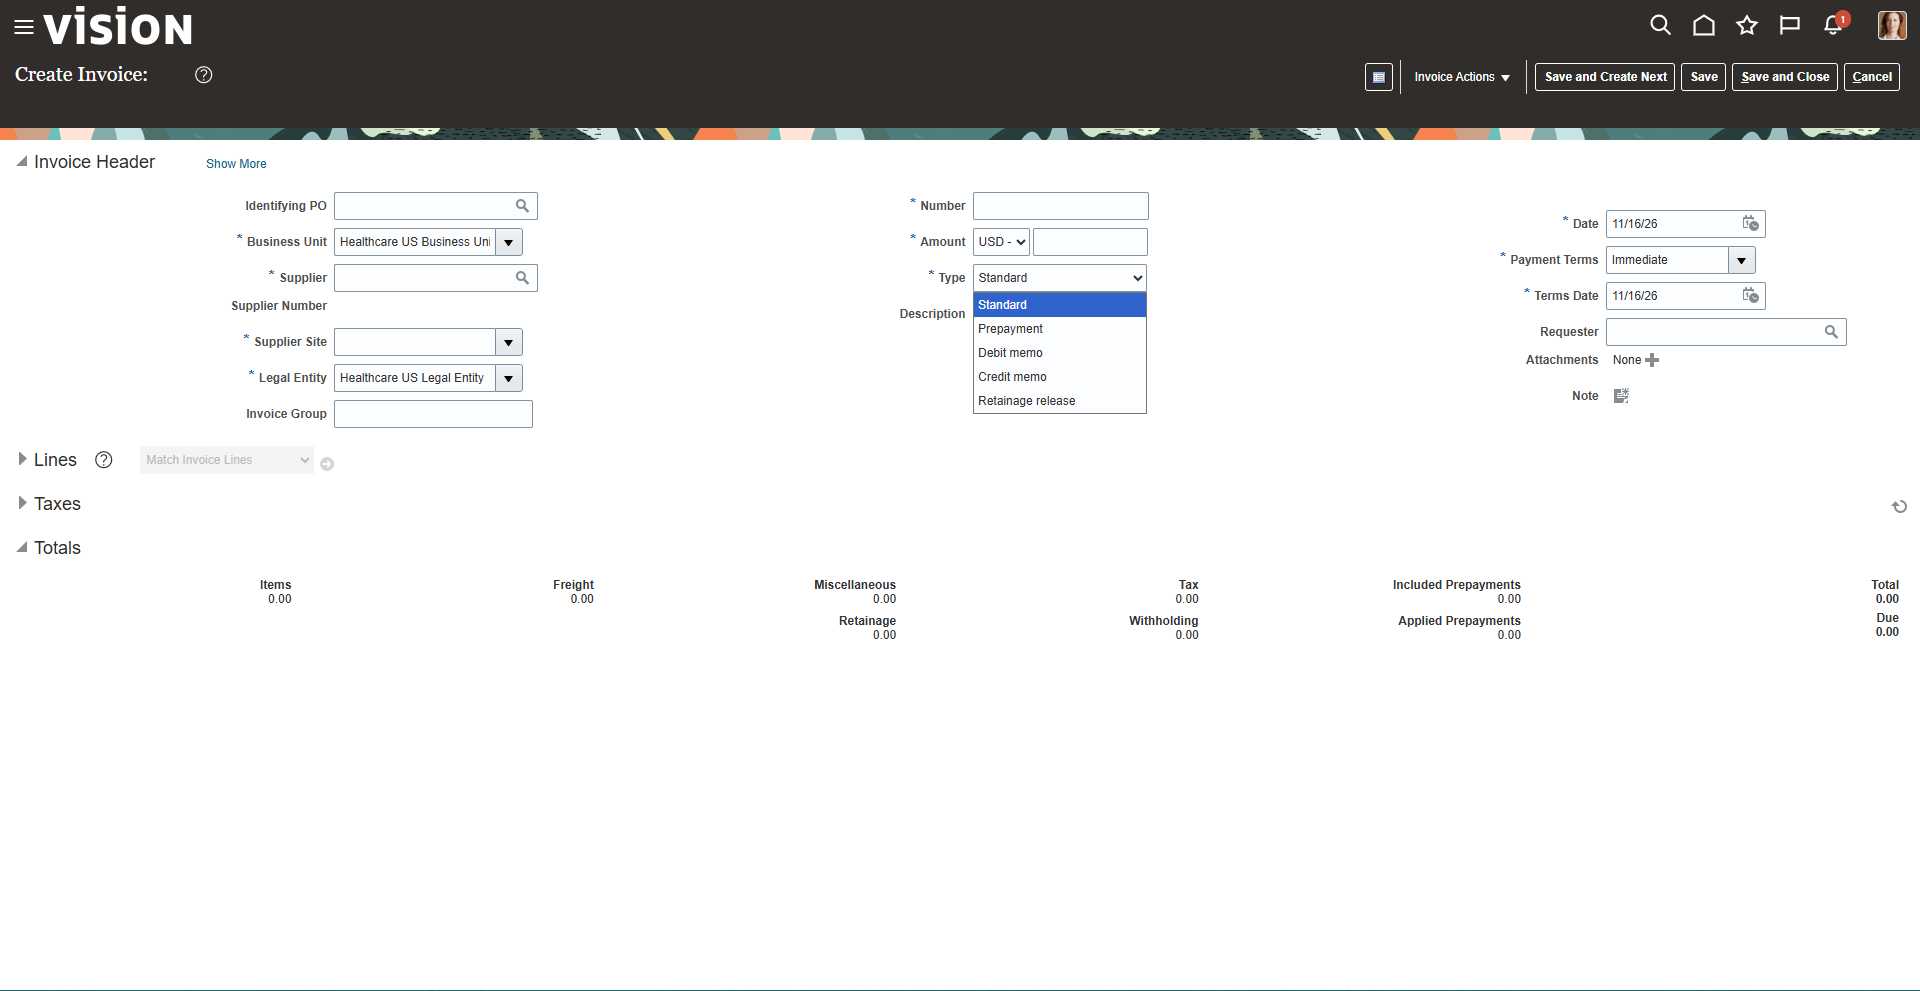 VISION
1
Create Invoice:
?
Invoice Actions
Save and Create Next
Save
Save and Close
Cancel
Invoice Header
Show More
Identifying PO
* Business Unit
Healthcare US Business Uni
* Supplier
Supplier Number
* Supplier Site
* Legal Entity
Healthcare US Legal Entity
Invoice Group
* Number
* Amount
USD -
* Type
Standard
Standard
Prepayment
Debit memo
Credit memo
Retainage release
Description
* Date
11/16/26
* Payment Terms
Immediate
* Terms Date
11/16/26
Requester
Attachments
None
Note
Lines
?
Match Invoice Lines
Taxes
Totals
Items
0.00
Freight
0.00
Miscellaneous
0.00
Retainage
0.00
Tax
0.00
Withholding
0.00
Included Prepayments
0.00
Applied Prepayments
0.00
Total
0.00
Due
0.00